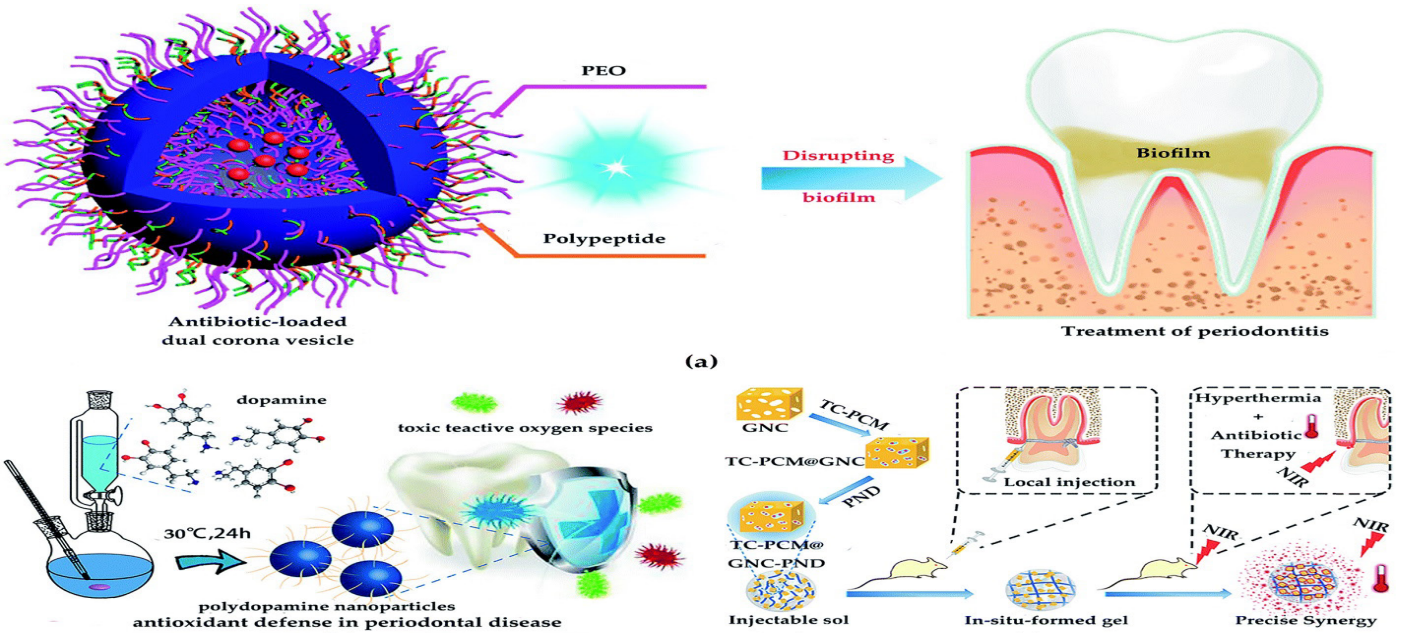 PEO
Disrupting
biofilm
Biofilm
Polypeptide
Antibiotic-loaded
dual corona vesicle
Treatment of periodontitis
(a)
dopamine
toxic teactive oxygen species
30℃,24h
polydopamine nanoparticles
antioxidant defense in periodontal disease
GNC
TC-PCM
TC-PCM@GNC
PND
TC-PCM@
GNC-PND
Injectable sol
Local injection
In-situ-formed gel
Hyperthermia
+
Antibiotic
Therapy
NIR
NIR
NIR
Precise Synergy